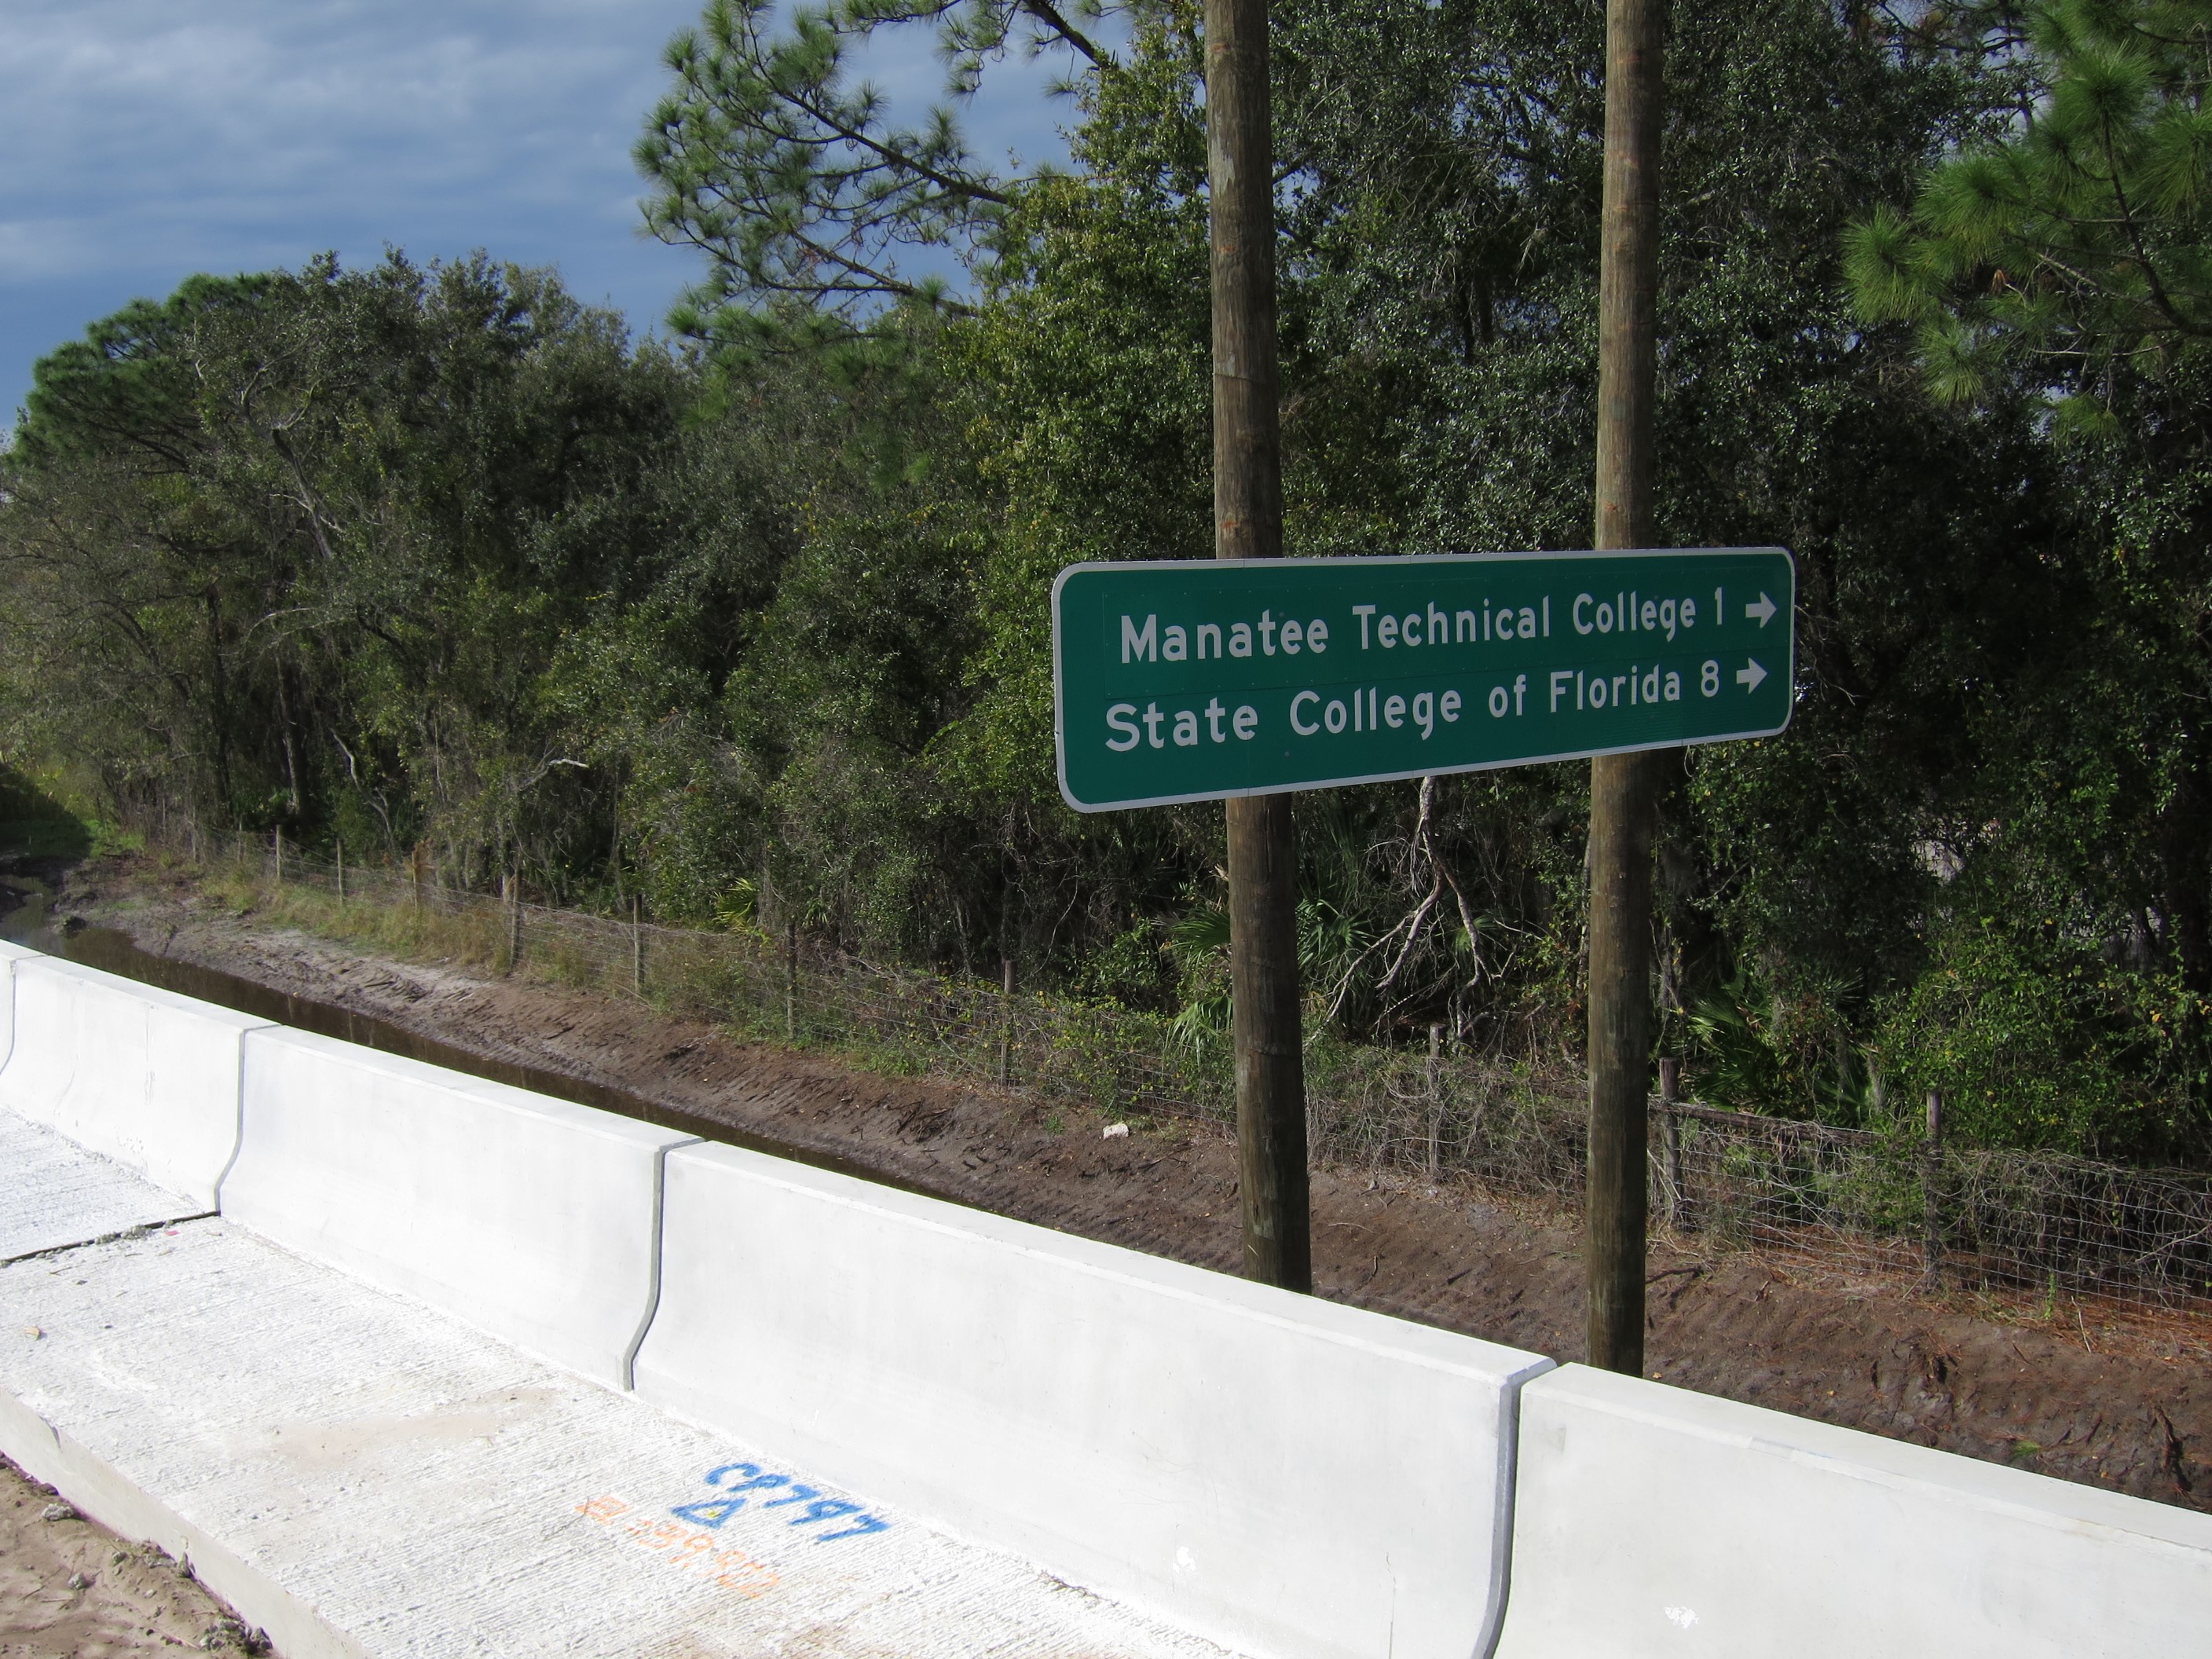 Manatee Technical College 1 →
State College of Florida 8 →
CP797